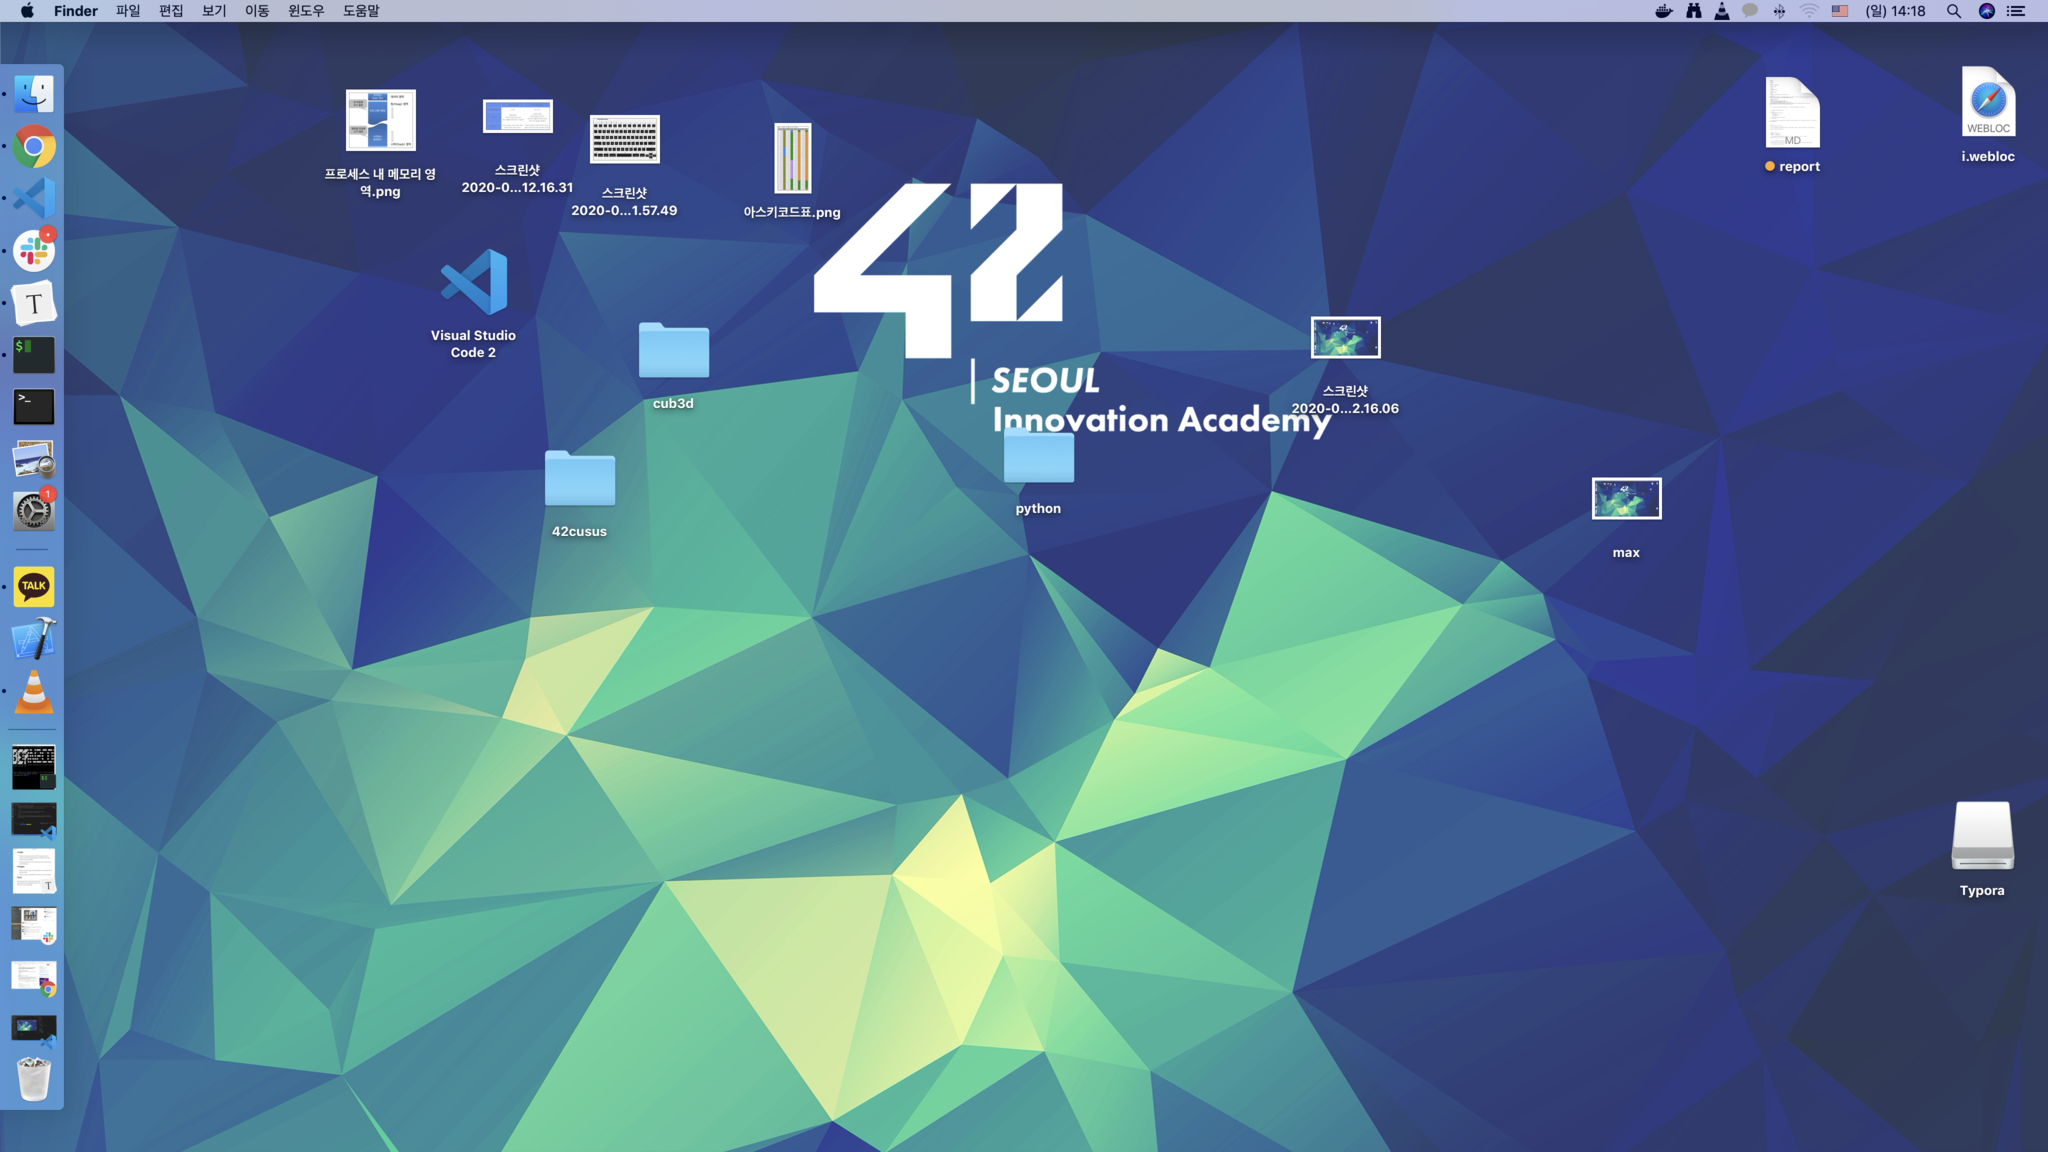 Finder 파일 편집 보기 이동 윈도우 도움말 (일) 14:18
프로세스 내 메모리 영
역.png
스크린샷
2020-0...12.16.31
스크린샷
2020-0...1.57.49
아스키코드표.png
MD
report
WEBLOC
i.webloc
42
SEOUL
Innovation Academy
Visual Studio
Code 2
cub3d
42cusus
python
스크린샷
2020-0...2.16.06
max
Typora
T
$
>_
1
TALK